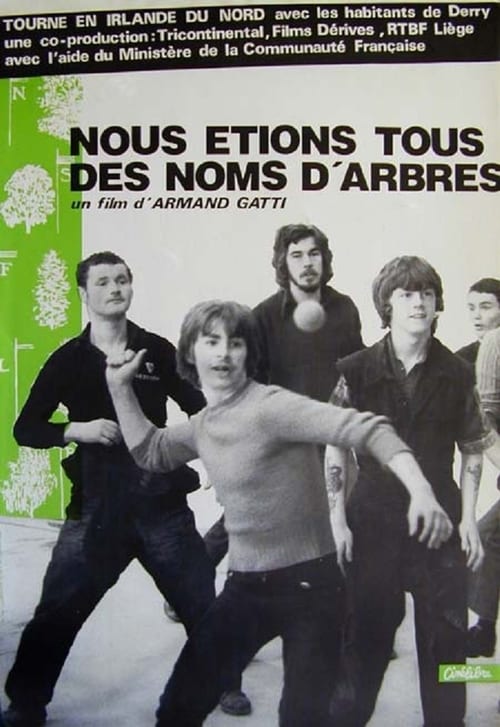 TOURNE EN IRLANDE DU NORD avec les habitants de Derry
une co-production: Tricontinental, Films Dérives, RTBF Liège
avec l'aide du Ministère de la Communauté Française
N
S
F
L
NOUS ETIONS TOUS
DES NOMS D'ARBRES
un film d'ARMAND GATTI
Cinélibre